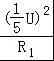 (1/5 U)²
R₁